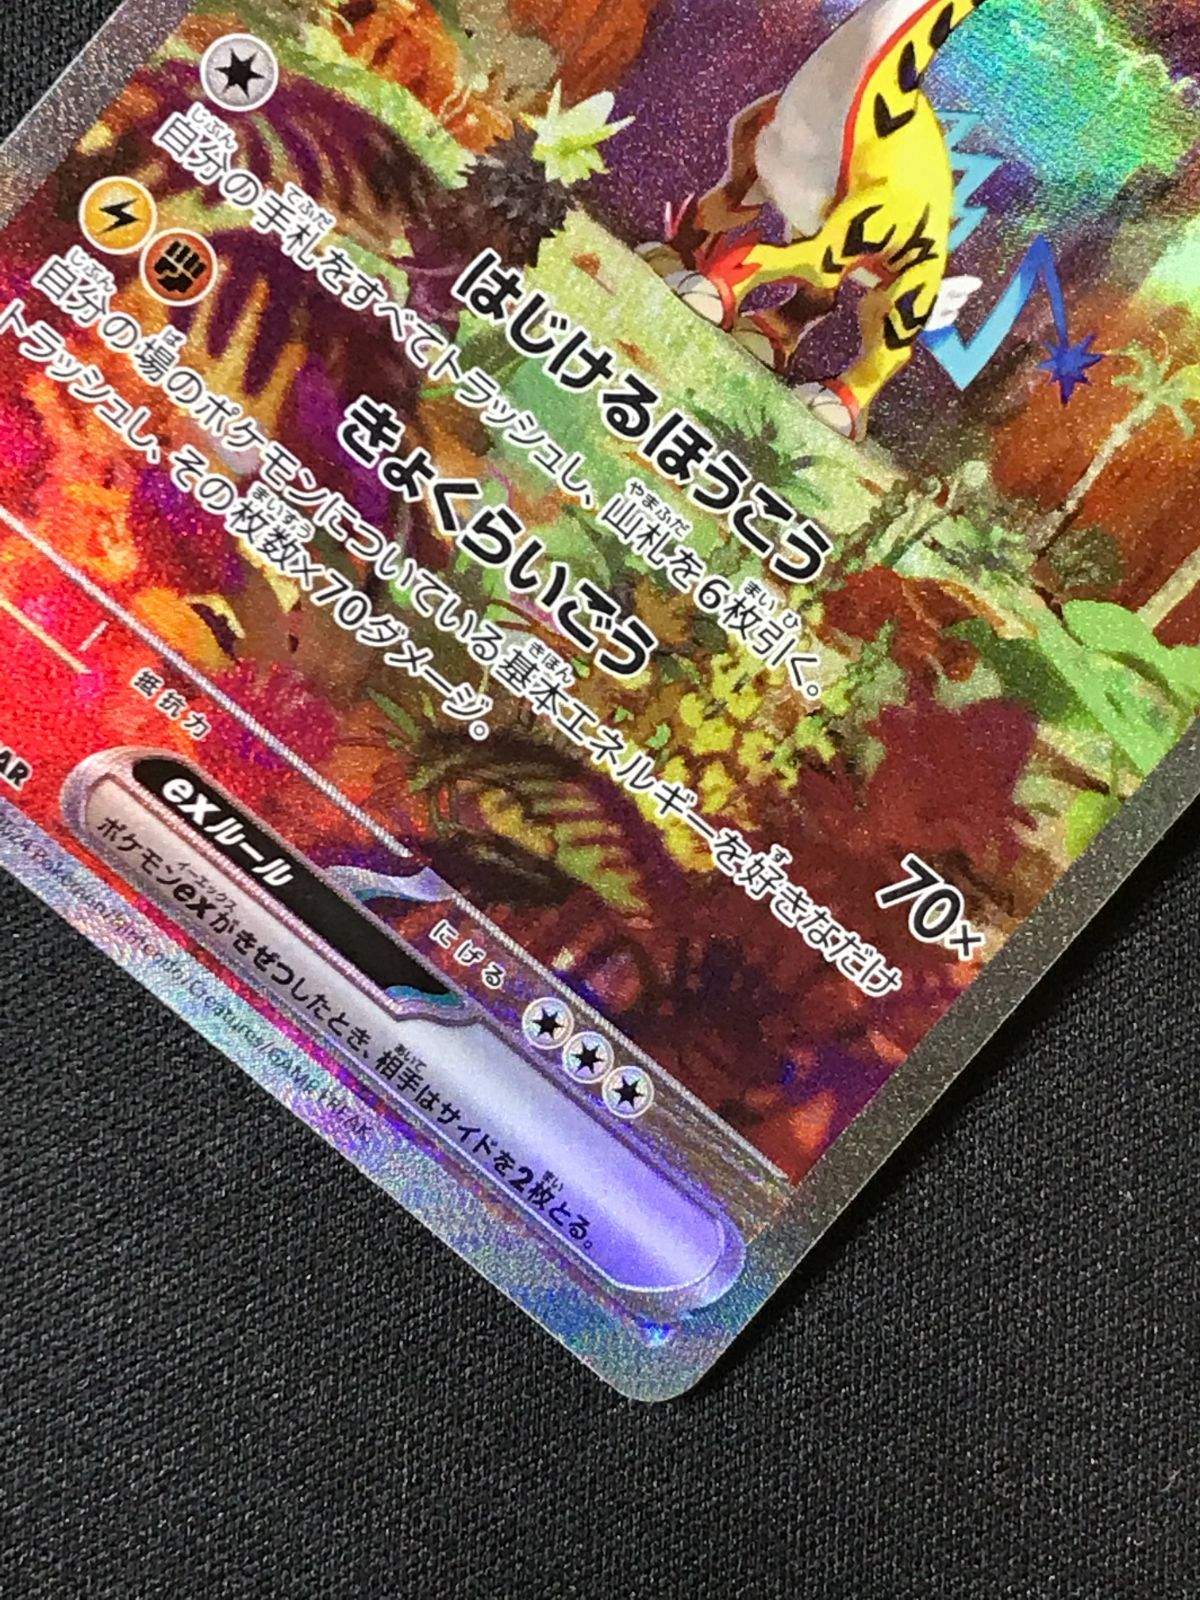 はじけるほうこう
自分の手札をすべてトラッシュし、山札を6枚引く。
きょくらいごう 70×
自分の場のポケモンについている基本エネルギーを好きなだけ
トラッシュし、その枚数×70ダメージ。
抵抗力
にげる
AR
exルール
ポケモンexがきぜつしたとき、相手はサイドを2枚とる。
Pokémon/Nintendo/Creatures/GAME FREAK